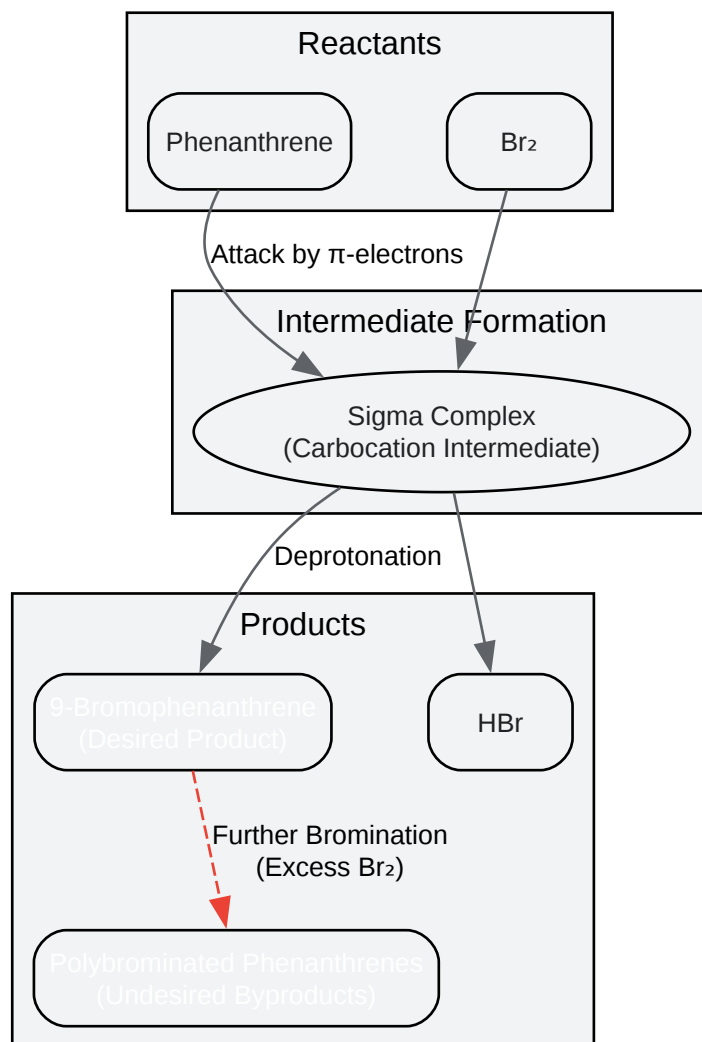 Reactants
Phenanthrene
Br₂
Attack by π-electrons
Intermediate Formation
Sigma Complex
(Carbocation Intermediate)
Deprotonation
Products
9-Bromophenanthrene
(Desired Product)
HBr
Further Bromination
(Excess Br₂)
Polybrominated Phenanthrenes
(Undesired Byproducts)